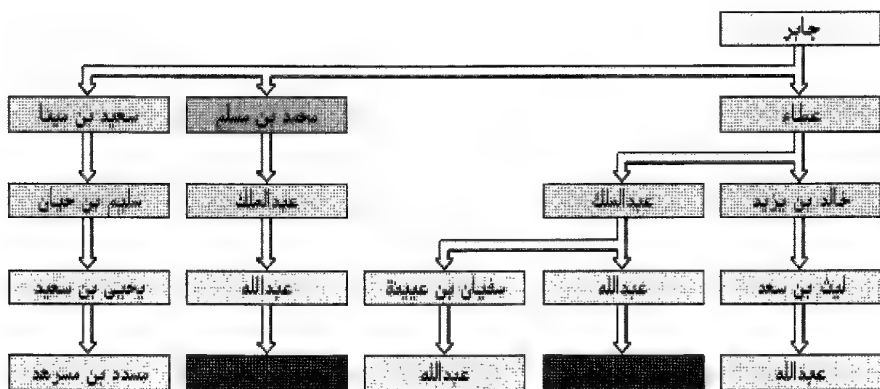 جابر
عطاء
محمد بن مسلم
سعيد بن مينا
خالد بن يزيد
عبدالملك
عبدالملك
سليم بن حيان
ليث بن سعد
عبدالله
سفيان بن عيينة
عبدالله
يحيى بن سعيد
عبدالله
عبدالله
مسدد بن مسرهد